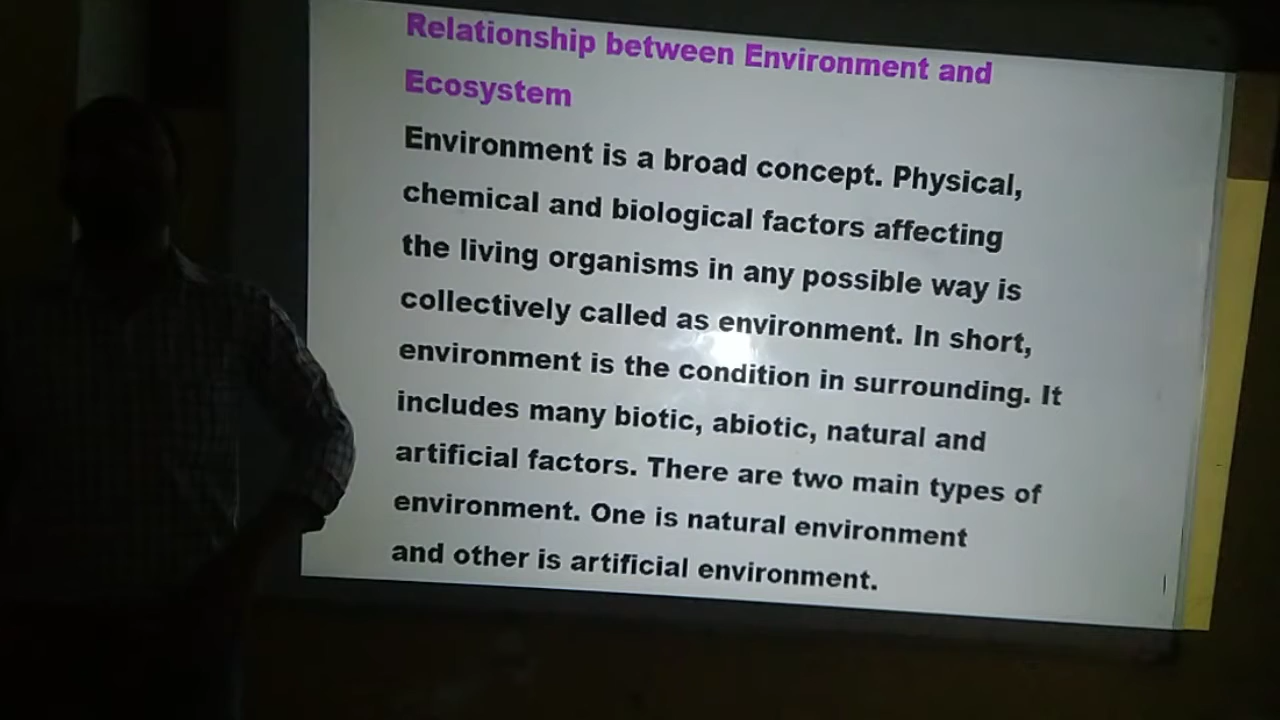 Relationship between Environment and
Ecosystem
Environment is a broad concept. Physical,
chemical and biological factors affecting
the living organisms in any possible way is
collectively called as environment. In short,
environment is the condition in surrounding. It
includes many biotic, abiotic, natural and
artificial factors. There are two main types of
environment. One is natural environment
and other is artificial environment.